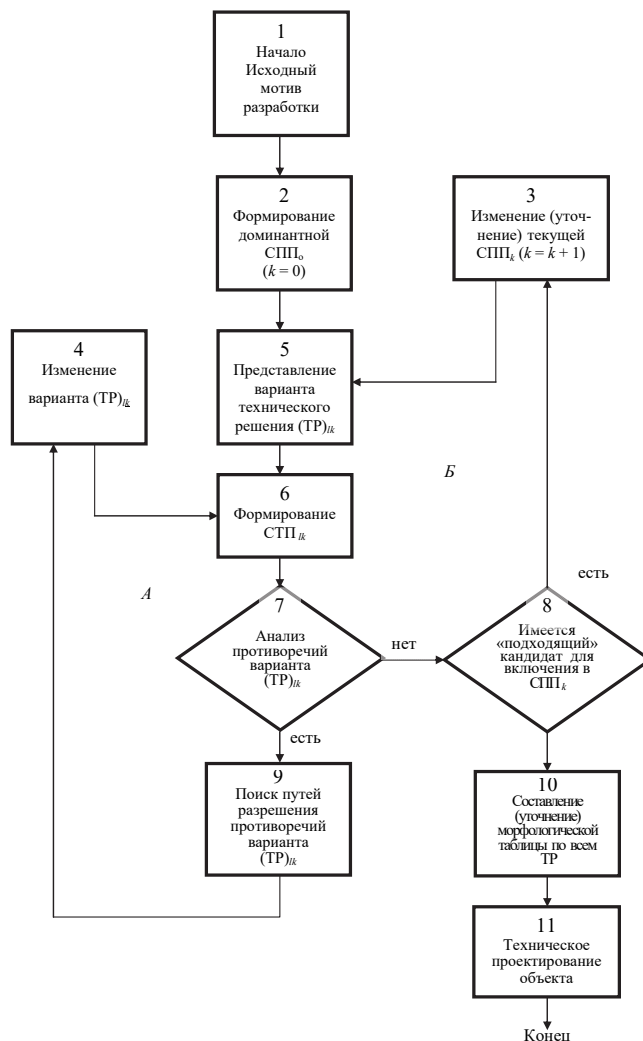 1
Начало
Исходный
мотив
разработки
2
Формирование
доминантной
СППо
(k = 0)
3
Изменение (уточ-
нение) текущей
СППk (k = k + 1)
4
Изменение
варианта (ТР)lk
5
Представление
варианта
технического
решения (ТР)lk
Б
6
Формирование
СТПlk
А
7
Анализ
противоречий
варианта
(ТР)lk
нет
есть
есть
8
Имеется
«подходящий»
кандидат для
включения в
СППk
9
Поиск путей
разрешения
противоречий
варианта
(ТР)lk
10
Составление
(уточнение)
морфологической
таблицы по всем
ТР
11
Техническое
проектирование
объекта
Конец